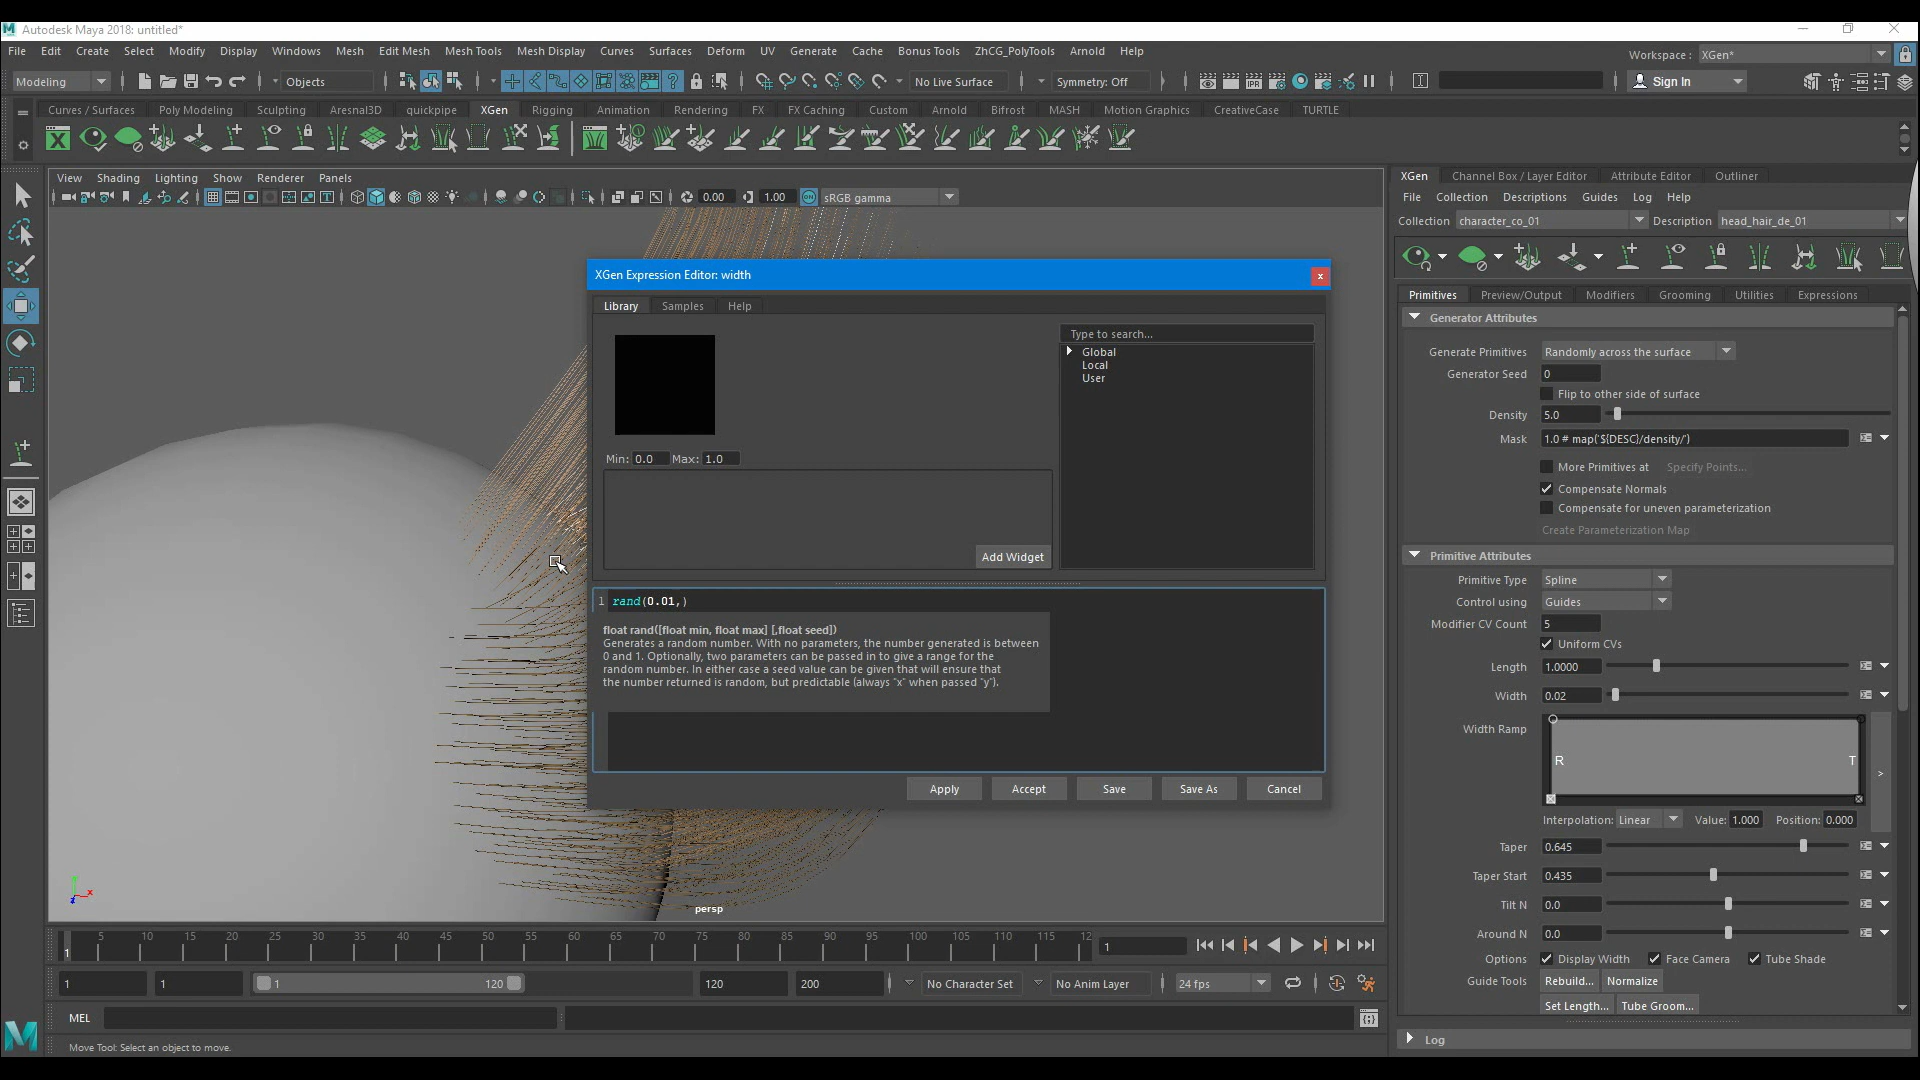 Autodesk Maya 2018: untitled*
File Edit Create Select Modify Display Windows Mesh Edit Mesh Mesh Tools Mesh Display Curves Surfaces Deform UV Generate Cache Bonus Tools ZhCG_PolyTools Arnold Help
Workspace : XGen*
Modeling Objects No Live Surface Symmetry: Off Sign In
Curves / Surfaces Poly Modeling Sculpting Aresnal3D quickpipe XGen Rigging Animation Rendering FX FX Caching Custom Arnold Bifrost MASH Motion Graphics CreativeCase TURTLE
View Shading Lighting Show Renderer Panels
0.00 1.00 ON sRGB gamma
persp
XGen Expression Editor: width
Library Samples Help
Type to search...
Global
Local
User
Min: 0.0 Max: 1.0
Add Widget
1 rand(0.01,)
float rand([float min, float max] [,float seed])
Generates a random number. With no parameters, the number generated is between
0 and 1. Optionally, two parameters can be passed in to give a range for the
random number. In either case a seed value can be given that will ensure that
the number returned is random, but predictable (always "x" when passed "y").
Apply Accept Save Save As Cancel
XGen Channel Box / Layer Editor Attribute Editor Outliner
File Collection Descriptions Guides Log Help
Collection character_co_01 Description head_hair_de_01
Primitives Preview/Output Modifiers Grooming Utilities Expressions
Generator Attributes
Generate Primitives Randomly across the surface
Generator Seed 0
Flip to other side of surface
Density 5.0
Mask 1.0 # map('${DESC}/density/')
More Primitives at Specify Points...
Compensate Normals
Compensate for uneven parameterization
Create Parameterization Map
Primitive Attributes
Primitive Type Spline
Control using Guides
Modifier CV Count 5
Uniform CVs
Length 1.0000
Width 0.02
Width Ramp R T
Interpolation: Linear Value: 1.000 Position: 0.000
Taper 0.645
Taper Start 0.435
Tilt N 0.0
Around N 0.0
Options Display Width Face Camera Tube Shade
Guide Tools Rebuild... Normalize
Set Length... Tube Groom...
Log
1 5 10 15 20 25 30 35 40 45 50 55 60 65 70 75 80 85 90 95 100 105 110 115 12 1
1 1 1 120 120 200 No Character Set No Anim Layer 24 fps
MEL
Move Tool: Select an object to move.